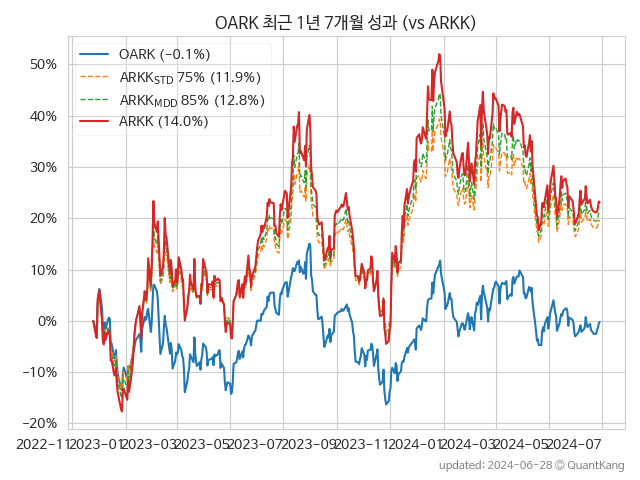 OARK 최근 1년 7개월 성과 (vs ARKK)
OARK (−0.1%)
ARKK_STD 75% (11.9%)
ARKK_MDD 85% (12.8%)
ARKK (14.0%)
50%
40%
30%
20%
10%
0%
−10%
−20%
2022−11 2023−01 2023−03 2023−05 2023−07 2023−09 2023−11 2024−01 2024−03 2024−05 2024−07
updated: 2024-06-28 © QuantKang